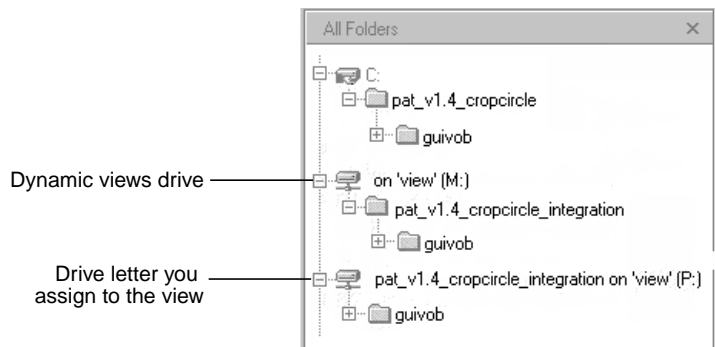 All Folders
C:
pat_v1.4_cropcircle
guivob
Dynamic views drive
on 'view' (M:)
pat_v1.4_cropcircle_integration
guivob
Drive letter you
assign to the view
pat_v1.4_cropcircle_integration on 'view' (P:)
guivob